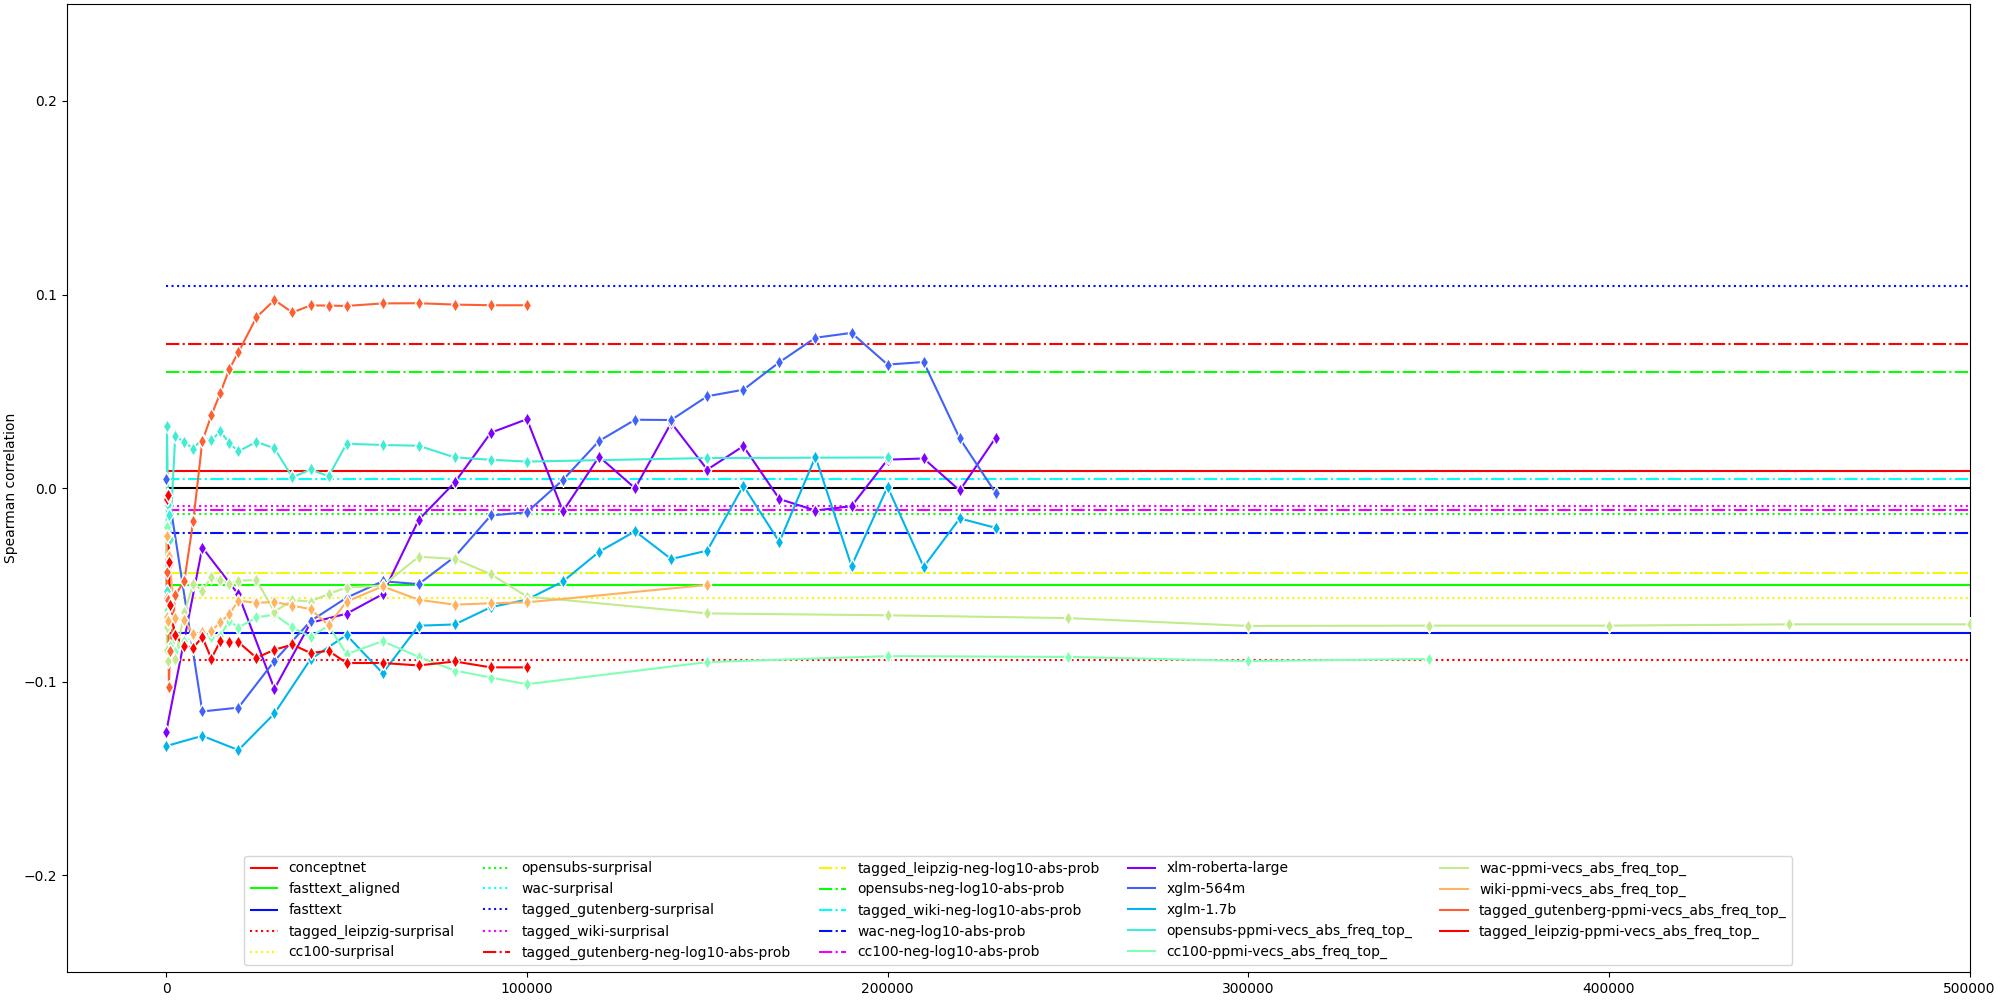 Spearman correlation
0.2
0.1
0.0
−0.1
−0.2
0 100000 200000 300000 400000 500000
conceptnet
fasttext_aligned
fasttext
tagged_leipzig-surprisal
cc100-surprisal
opensubs-surprisal
wac-surprisal
tagged_gutenberg-surprisal
tagged_wiki-surprisal
tagged_gutenberg-neg-log10-abs-prob
tagged_leipzig-neg-log10-abs-prob
opensubs-neg-log10-abs-prob
tagged_wiki-neg-log10-abs-prob
wac-neg-log10-abs-prob
cc100-neg-log10-abs-prob
xlm-roberta-large
xglm-564m
xglm-1.7b
opensubs-ppmi-vecs_abs_freq_top_
cc100-ppmi-vecs_abs_freq_top_
wac-ppmi-vecs_abs_freq_top_
wiki-ppmi-vecs_abs_freq_top_
tagged_gutenberg-ppmi-vecs_abs_freq_top_
tagged_leipzig-ppmi-vecs_abs_freq_top_